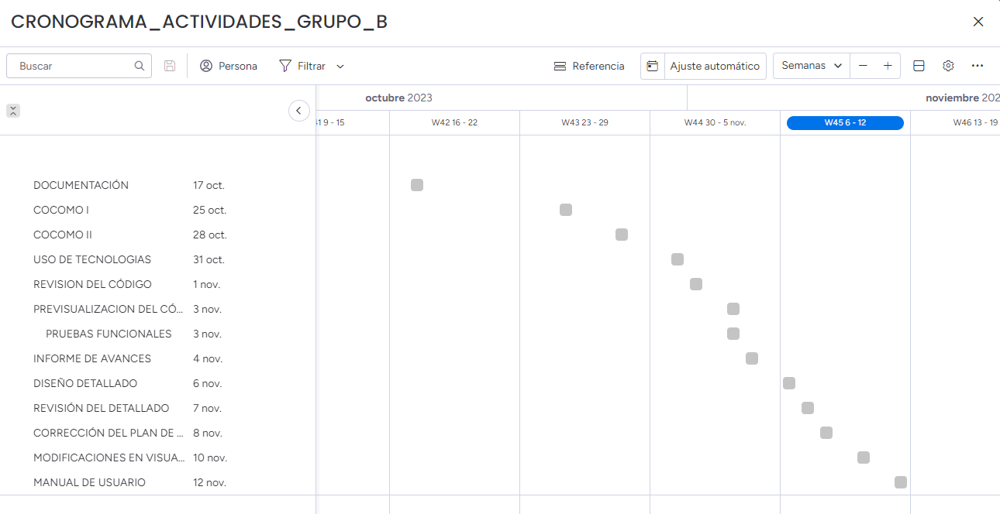 CRONOGRAMA_ACTIVIDADES_GRUPO_B
Buscar Persona Filtrar Referencia Ajuste automático Semanas
octubre 2023 noviembre 202
41 9 - 15 W42 16 - 22 W43 23 - 29 W44 30 - 5 nov. W45 6 - 12 W46 13 - 19
DOCUMENTACIÓN 17 oct.
COCOMO I 25 oct.
COCOMO II 28 oct.
USO DE TECNOLOGIAS 31 oct.
REVISION DEL CÓDIGO 1 nov.
PREVISUALIZACION DEL CÓ... 3 nov.
PRUEBAS FUNCIONALES 3 nov.
INFORME DE AVANCES 4 nov.
DISEÑO DETALLADO 6 nov.
REVISIÓN DEL DETALLADO 7 nov.
CORRECCIÓN DEL PLAN DE ... 8 nov.
MODIFICACIONES EN VISUA... 10 nov.
MANUAL DE USUARIO 12 nov.